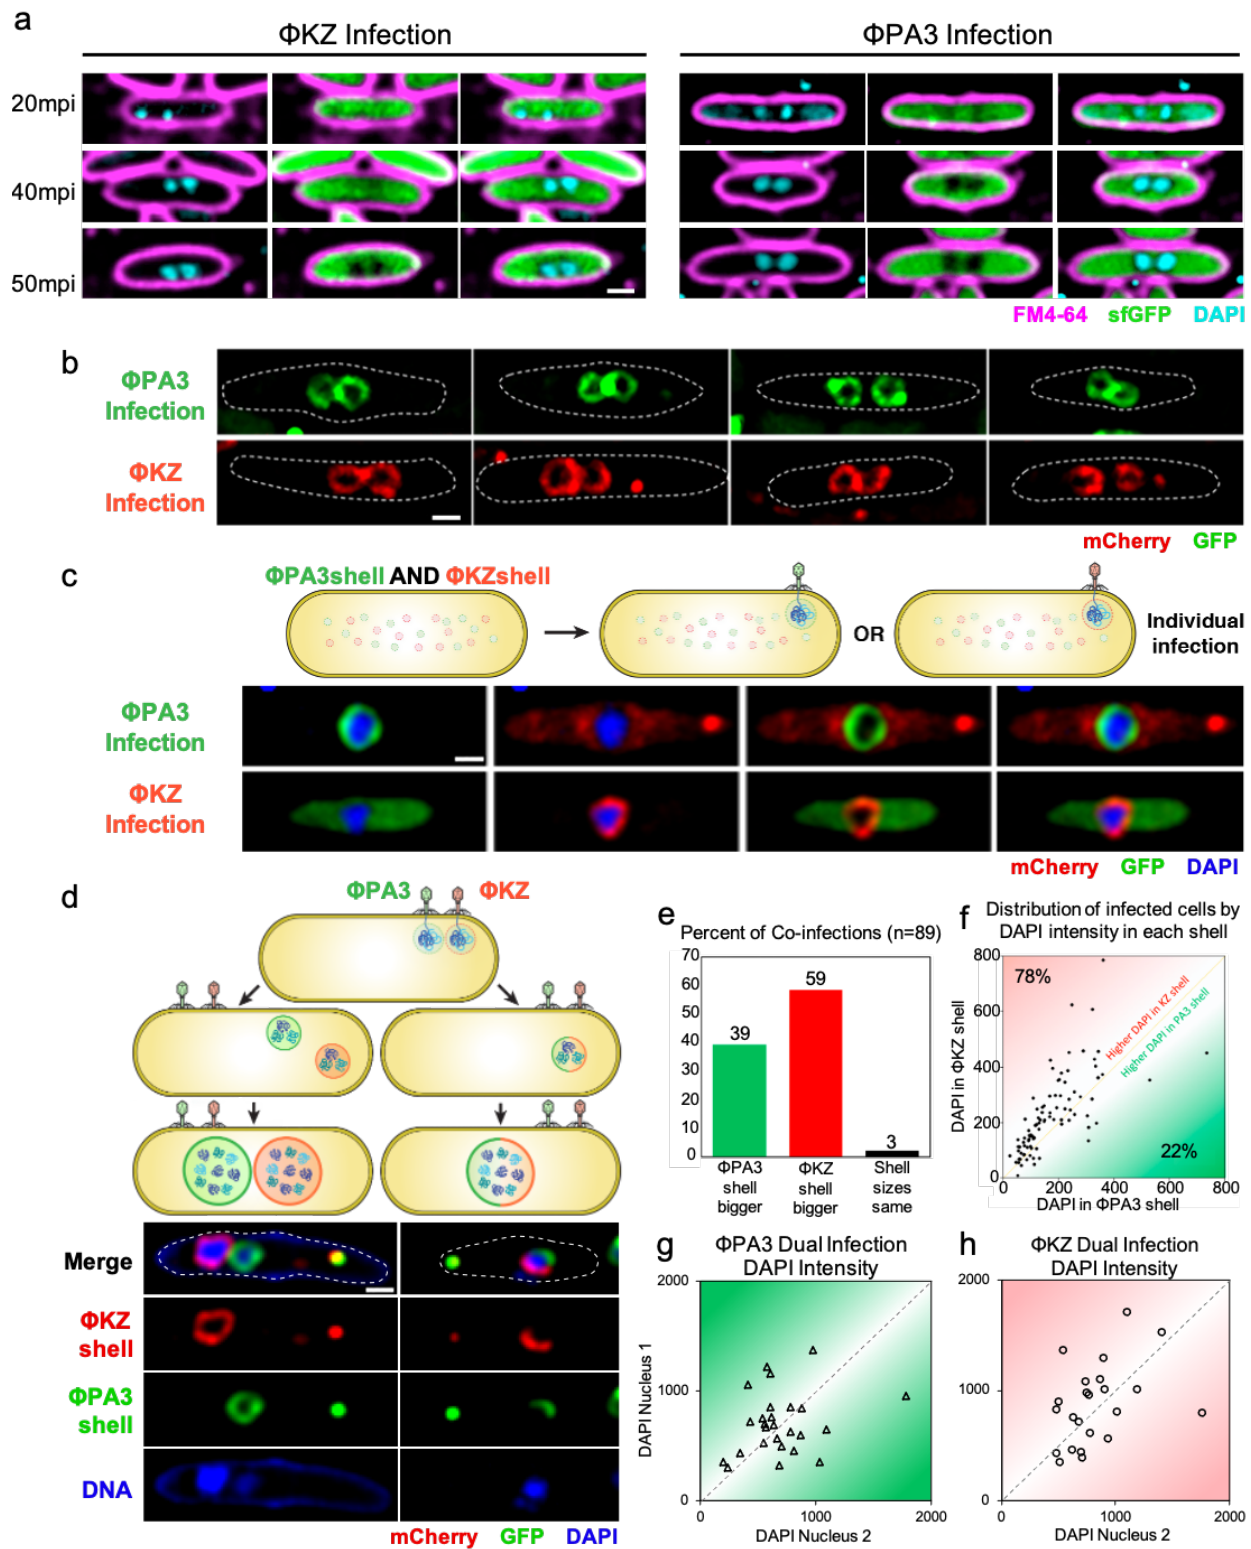 a
ΦKZ Infection
ΦPA3 Infection
20mpi
40mpi
50mpi
FM4-64 sfGFP DAPI
b
ΦPA3
Infection
ΦKZ
Infection
mCherry GFP
c
ΦPA3shell AND ΦKZshell
OR
Individual
infection
ΦPA3
Infection
ΦKZ
Infection
mCherry GFP DAPI
d
ΦPA3 ΦKZ
Merge
ΦKZ
shell
ΦPA3
shell
DNA
mCherry GFP DAPI
e
Percent of Co-infections (n=89)
70
60
50
40
30
20
10
0
39
59
3
ΦPA3
shell
bigger
ΦKZ
shell
bigger
Shell
sizes
same
f
Distribution of infected cells by
DAPI intensity in each shell
DAPI in ΦKZ shell
800
600
400
200
0
78%
Higher DAPI in KZ shell
Higher DAPI in PA3 shell
22%
0 200 400 600 800
DAPI in ΦPA3 shell
g
ΦPA3 Dual Infection
DAPI Intensity
DAPI Nucleus 1
2000
1000
0
0 1000 2000
DAPI Nucleus 2
h
ΦKZ Dual Infection
DAPI Intensity
2000
1000
0
0 1000 2000
DAPI Nucleus 2